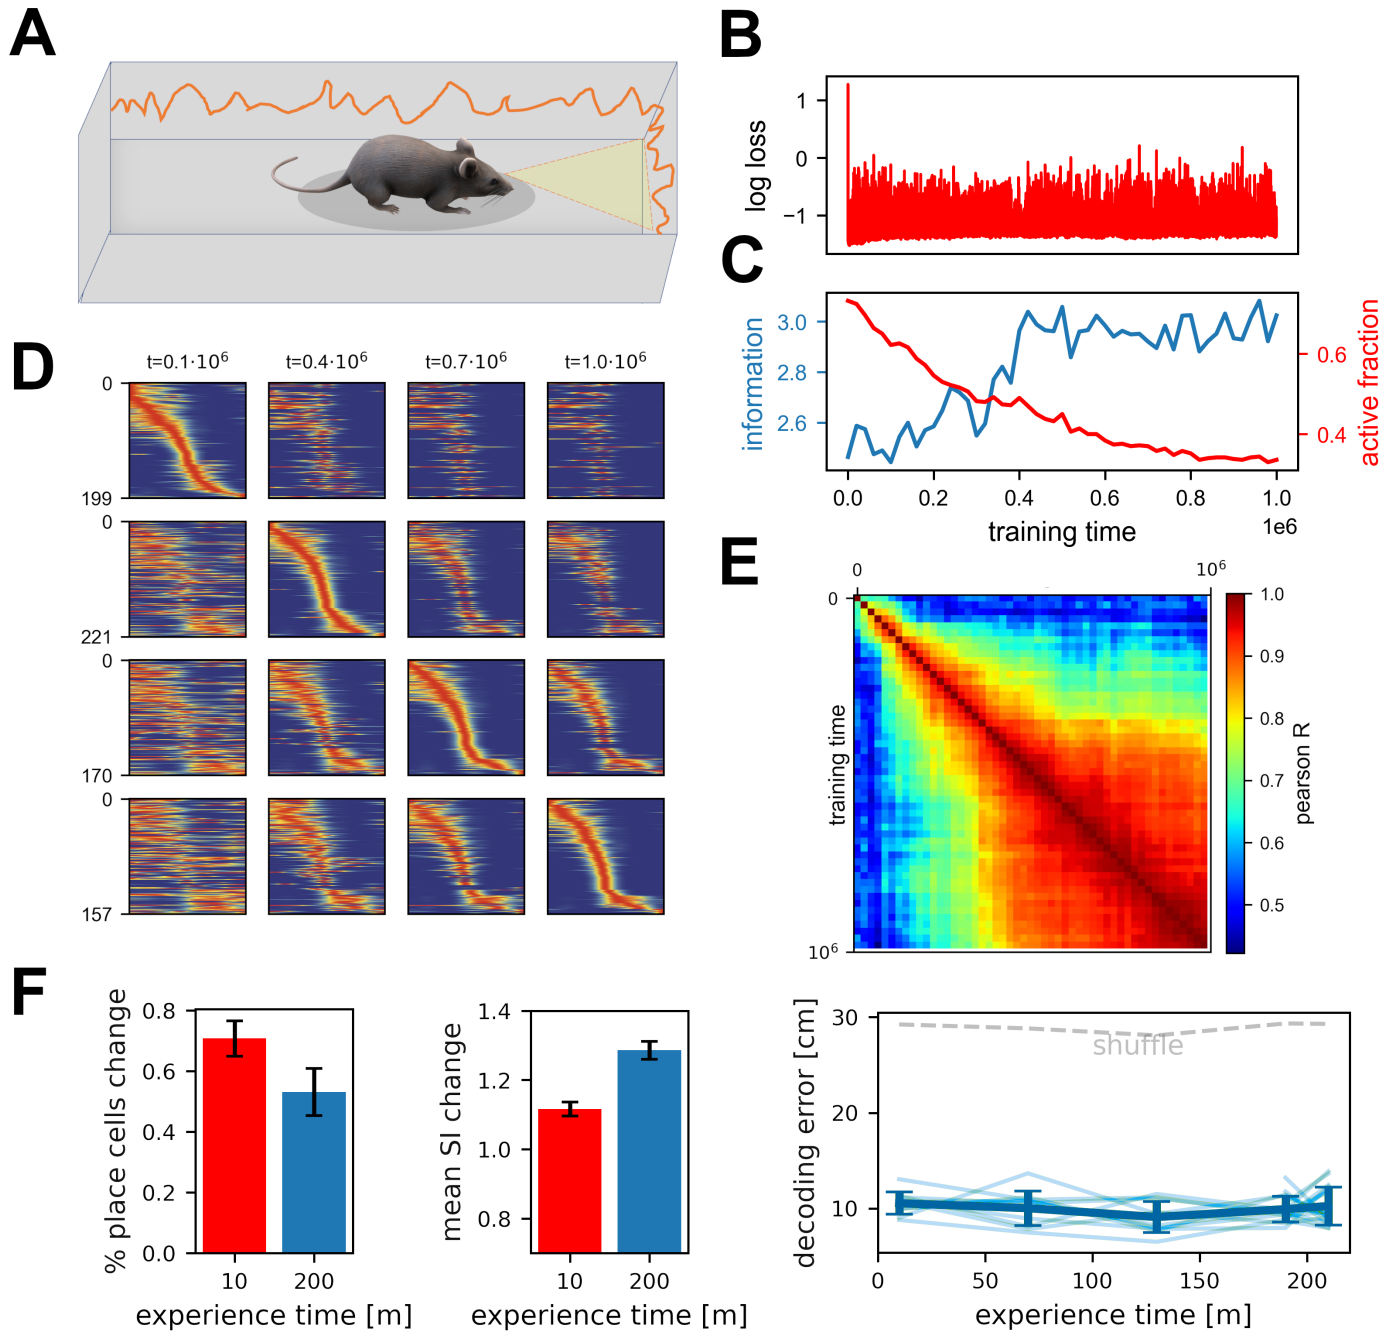 A
B
log loss
1
0
−1
C
information
3.0
2.8
2.6
active fraction
0.6
0.4
0.0
0.2
0.4
0.6
0.8
1.0
1e6
training time
D
t=0.1·10⁶
t=0.4·10⁶
t=0.7·10⁶
t=1.0·10⁶
0
199
0
221
0
170
0
157
E
0
10⁶
0
training time
10⁶
1.0
0.9
0.8
0.7
0.6
0.5
pearson R
F
% place cells change
0.8
0.6
0.4
0.2
0.0
10
200
experience time [m]
mean SI change
1.4
1.2
1.0
0.8
10
200
experience time [m]
decoding error [cm]
30
20
10
shuffle
0
50
100
150
200
experience time [m]